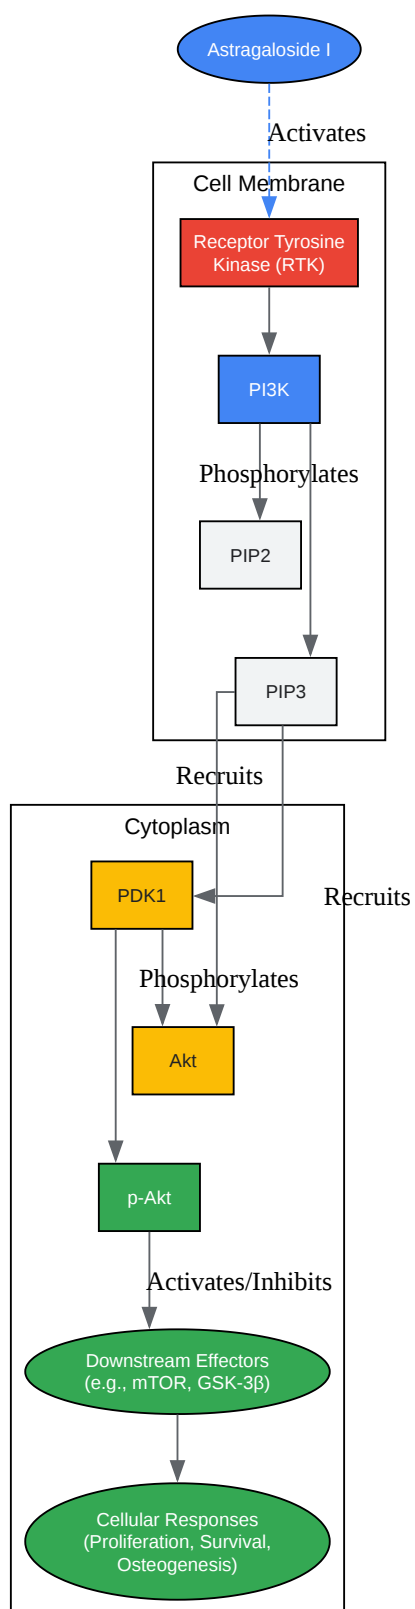 Astragaloside I
Activates
Cell Membrane
Receptor Tyrosine
Kinase (RTK)
PI3K
Phosphorylates
PIP2
PIP3
Recruits
Cytoplasm
PDK1
Recruits
Phosphorylates
Akt
p-Akt
Activates/Inhibits
Downstream Effectors
(e.g., mTOR, GSK-3β)
Cellular Responses
(Proliferation, Survival,
Osteogenesis)